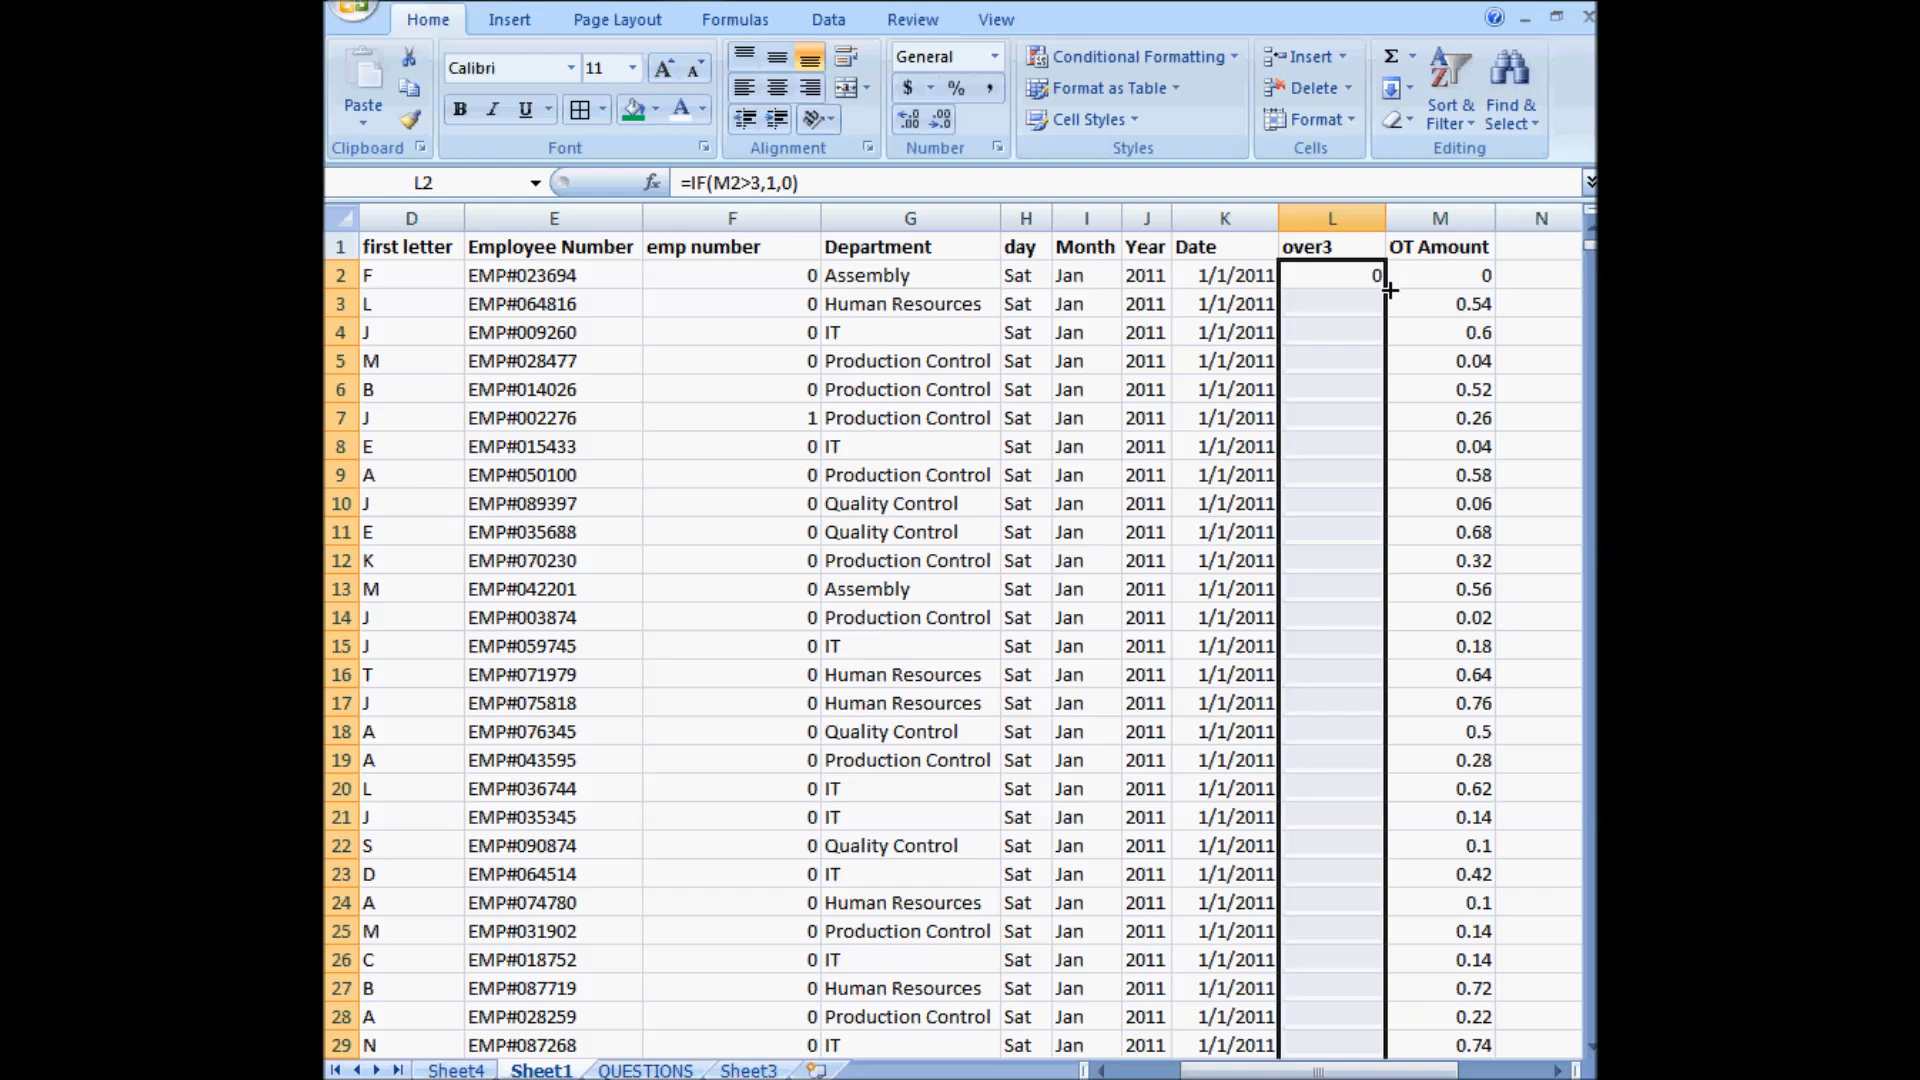 Home Insert Page Layout Formulas Data Review View
Paste
Calibri 11 A A
B I U A
General
$ % ,
.00 .00
Conditional Formatting
Format as Table
Cell Styles
Insert
Delete
Format
Σ
Sort & Filter
Find & Select
Clipboard Font Alignment Number Styles Cells Editing
L2 fx =IF(M2>3,1,0)
D E F G H I J K L M N
1 first letter Employee Number emp number Department day Month Year Date over3 OT Amount
2 F EMP#023694 0 Assembly Sat Jan 2011 1/1/2011 0 0
3 L EMP#064816 0 Human Resources Sat Jan 2011 1/1/2011 0.54
4 J EMP#009260 0 IT Sat Jan 2011 1/1/2011 0.6
5 M EMP#028477 0 Production Control Sat Jan 2011 1/1/2011 0.04
6 B EMP#014026 0 Production Control Sat Jan 2011 1/1/2011 0.52
7 J EMP#002276 1 Production Control Sat Jan 2011 1/1/2011 0.26
8 E EMP#015433 0 IT Sat Jan 2011 1/1/2011 0.04
9 A EMP#050100 0 Production Control Sat Jan 2011 1/1/2011 0.58
10 J EMP#089397 0 Quality Control Sat Jan 2011 1/1/2011 0.06
11 E EMP#035688 0 Quality Control Sat Jan 2011 1/1/2011 0.68
12 K EMP#070230 0 Production Control Sat Jan 2011 1/1/2011 0.32
13 M EMP#042201 0 Assembly Sat Jan 2011 1/1/2011 0.56
14 J EMP#003874 0 Production Control Sat Jan 2011 1/1/2011 0.02
15 J EMP#059745 0 IT Sat Jan 2011 1/1/2011 0.18
16 T EMP#071979 0 Human Resources Sat Jan 2011 1/1/2011 0.64
17 J EMP#075818 0 Human Resources Sat Jan 2011 1/1/2011 0.76
18 A EMP#076345 0 Quality Control Sat Jan 2011 1/1/2011 0.5
19 A EMP#043595 0 Production Control Sat Jan 2011 1/1/2011 0.28
20 L EMP#036744 0 IT Sat Jan 2011 1/1/2011 0.62
21 J EMP#035345 0 IT Sat Jan 2011 1/1/2011 0.14
22 S EMP#090874 0 Quality Control Sat Jan 2011 1/1/2011 0.1
23 D EMP#064514 0 IT Sat Jan 2011 1/1/2011 0.42
24 A EMP#074780 0 Human Resources Sat Jan 2011 1/1/2011 0.1
25 M EMP#031902 0 Production Control Sat Jan 2011 1/1/2011 0.14
26 C EMP#018752 0 IT Sat Jan 2011 1/1/2011 0.14
27 B EMP#087719 0 Human Resources Sat Jan 2011 1/1/2011 0.72
28 A EMP#028259 0 Production Control Sat Jan 2011 1/1/2011 0.22
29 N EMP#087268 0 IT Sat Jan 2011 1/1/2011 0.74
Sheet4 Sheet1 QUESTIONS Sheet3